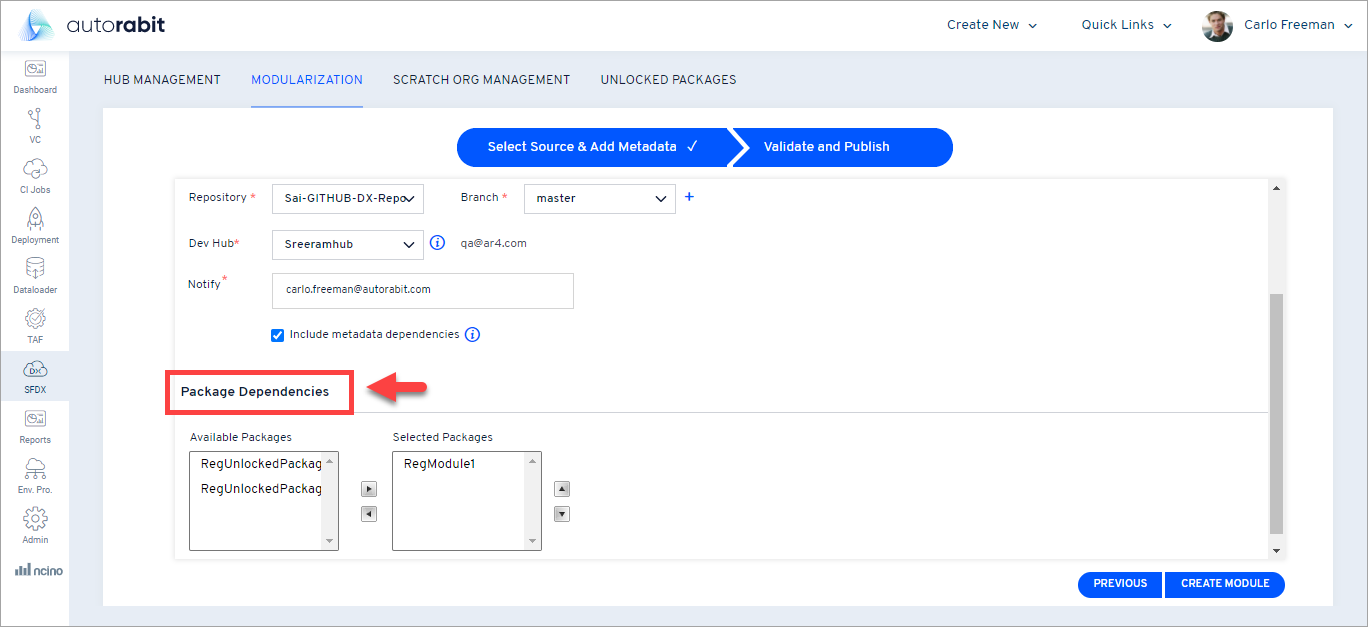 autorabit
Create New
Quick Links
Carlo Freeman
Dashboard
VC
CI Jobs
Deployment
Dataloader
TAF
DX
SFDX
Reports
Env. Pro.
Admin
ncino
HUB MANAGEMENT
MODULARIZATION
SCRATCH ORG MANAGEMENT
UNLOCKED PACKAGES
Select Source & Add Metadata ✓
Validate and Publish
Repository *
Sai-GITHUB-DX-Repo
Branch *
master
+
Dev Hub*
Sreeramhub
i
qa@ar4.com
Notify*
carlo.freeman@autorabit.com
Include metadata dependencies
i
Package Dependencies
Available Packages
RegUnlockedPackag
RegUnlockedPackag
Selected Packages
RegModule1
PREVIOUS
CREATE MODULE